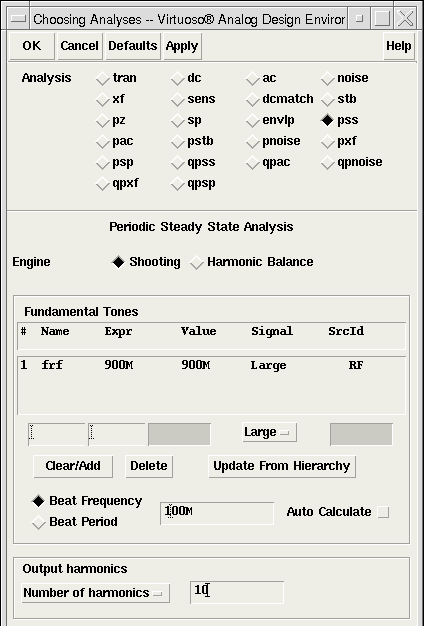 Choosing Analyses -- Virtuoso® Analog Design Enviror
OK Cancel Defaults Apply Help
Analysis tran dc ac noise
xf sens dcmatch stb
pz sp envlp pss
pac pstb pnoise pxf
psp qpss qpac qpnoise
qpxf qpsp
Periodic Steady State Analysis
Engine Shooting Harmonic Balance
Fundamental Tones
# Name Expr Value Signal SrcId
1 frf 900M 900M Large RF
Large
Clear/Add Delete Update From Hierarchy
Beat Frequency
100M Auto Calculate
Beat Period
Output harmonics
Number of harmonics 10